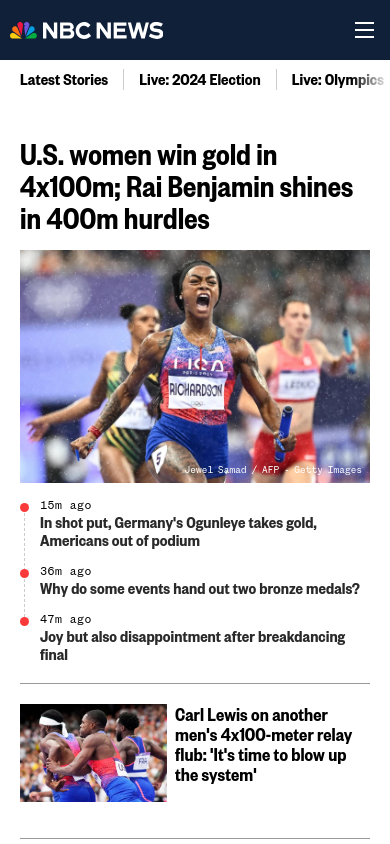 NBC NEWS
Latest Stories
Live: 2024 Election
Live: Olympics
U.S. women win gold in
4x100m; Rai Benjamin shines
in 400m hurdles
RICHARDSON
Jewel Samad / AFP - Getty Images
15m ago
In shot put, Germany's Ogunleye takes gold,
Americans out of podium
36m ago
Why do some events hand out two bronze medals?
47m ago
Joy but also disappointment after breakdancing
final
Carl Lewis on another
men's 4x100-meter relay
flub: 'It's time to blow up
the system'